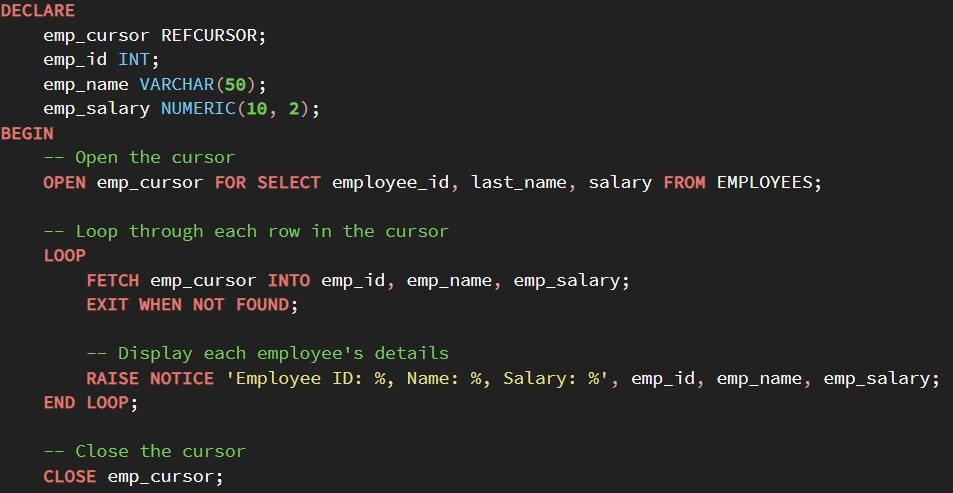 DECLARE
    emp_cursor REFCURSOR;
    emp_id INT;
    emp_name VARCHAR(50);
    emp_salary NUMERIC(10, 2);
BEGIN
    -- Open the cursor
    OPEN emp_cursor FOR SELECT employee_id, last_name, salary FROM EMPLOYEES;

    -- Loop through each row in the cursor
    LOOP
        FETCH emp_cursor INTO emp_id, emp_name, emp_salary;
        EXIT WHEN NOT FOUND;

        -- Display each employee's details
        RAISE NOTICE 'Employee ID: %, Name: %, Salary: %', emp_id, emp_name, emp_salary;
    END LOOP;

    -- Close the cursor
    CLOSE emp_cursor;